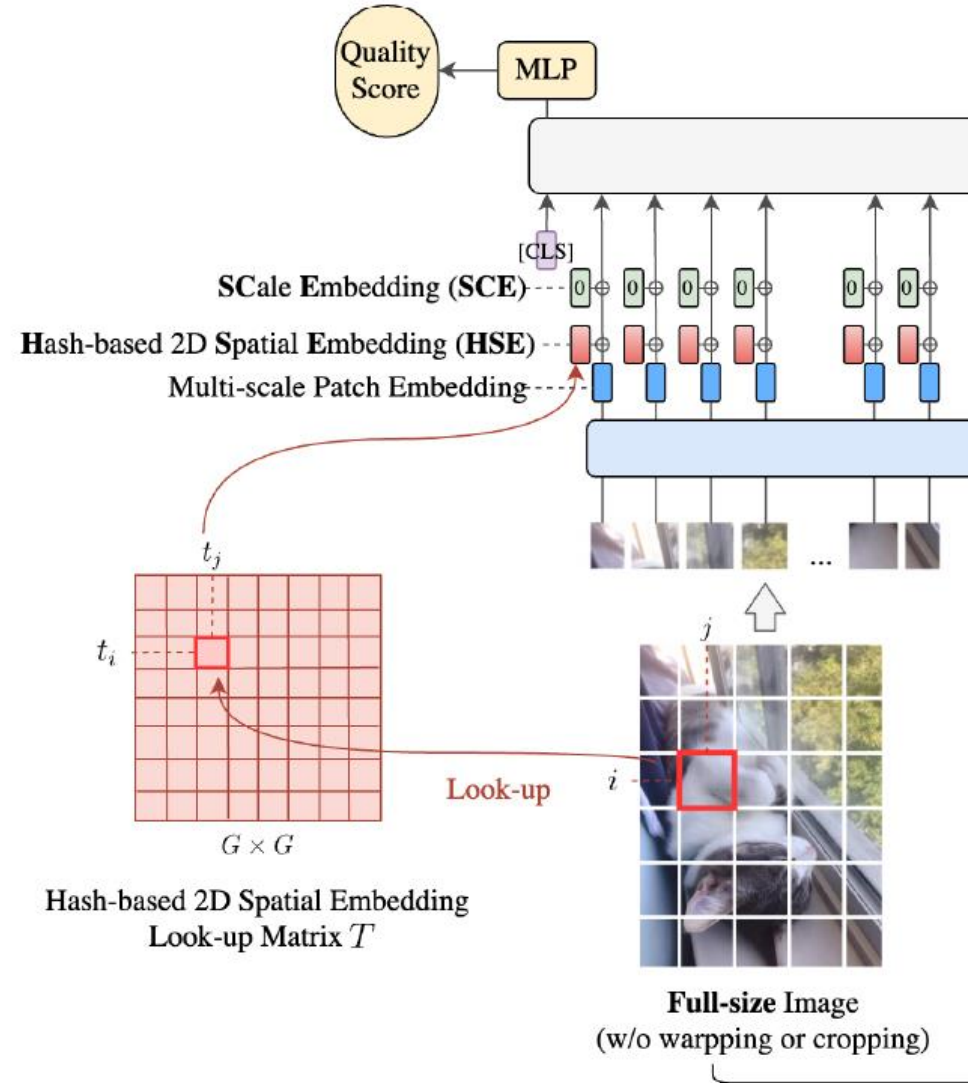 Quality
Score
MLP
[CLS]
SCale Embedding (SCE)
0 0 0 0 0 0
Hash-based 2D Spatial Embedding (HSE)
Multi-scale Patch Embedding
...
t_j
t_i
j
i
Look-up
G × G
Hash-based 2D Spatial Embedding
Look-up Matrix T
Full-size Image
(w/o warpping or cropping)